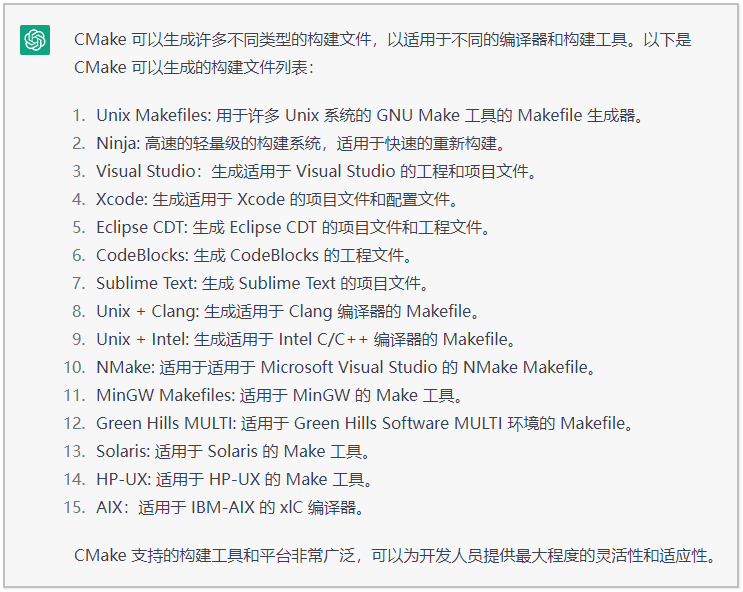 CMake 可以生成许多不同类型的构建文件，以适用于不同的编译器和构建工具。以下是
CMake 可以生成的构建文件列表：
1. Unix Makefiles: 用于许多 Unix 系统的 GNU Make 工具的 Makefile 生成器。
2. Ninja: 高速的轻量级的构建系统，适用于快速的重新构建。
3. Visual Studio：生成适用于 Visual Studio 的工程和项目文件。
4. Xcode: 生成适用于 Xcode 的项目文件和配置文件。
5. Eclipse CDT: 生成 Eclipse CDT 的项目文件和工程文件。
6. CodeBlocks: 生成 CodeBlocks 的工程文件。
7. Sublime Text: 生成 Sublime Text 的项目文件。
8. Unix + Clang: 生成适用于 Clang 编译器的 Makefile。
9. Unix + Intel: 生成适用于 Intel C/C++ 编译器的 Makefile。
10. NMake: 适用于适用于 Microsoft Visual Studio 的 NMake Makefile。
11. MinGW Makefiles: 适用于 MinGW 的 Make 工具。
12. Green Hills MULTI: 适用于 Green Hills Software MULTI 环境的 Makefile。
13. Solaris: 适用于 Solaris 的 Make 工具。
14. HP-UX: 适用于 HP-UX 的 Make 工具。
15. AIX：适用于 IBM-AIX 的 xlC 编译器。
CMake 支持的构建工具和平台非常广泛，可以为开发人员提供最大程度的灵活性和适应性。